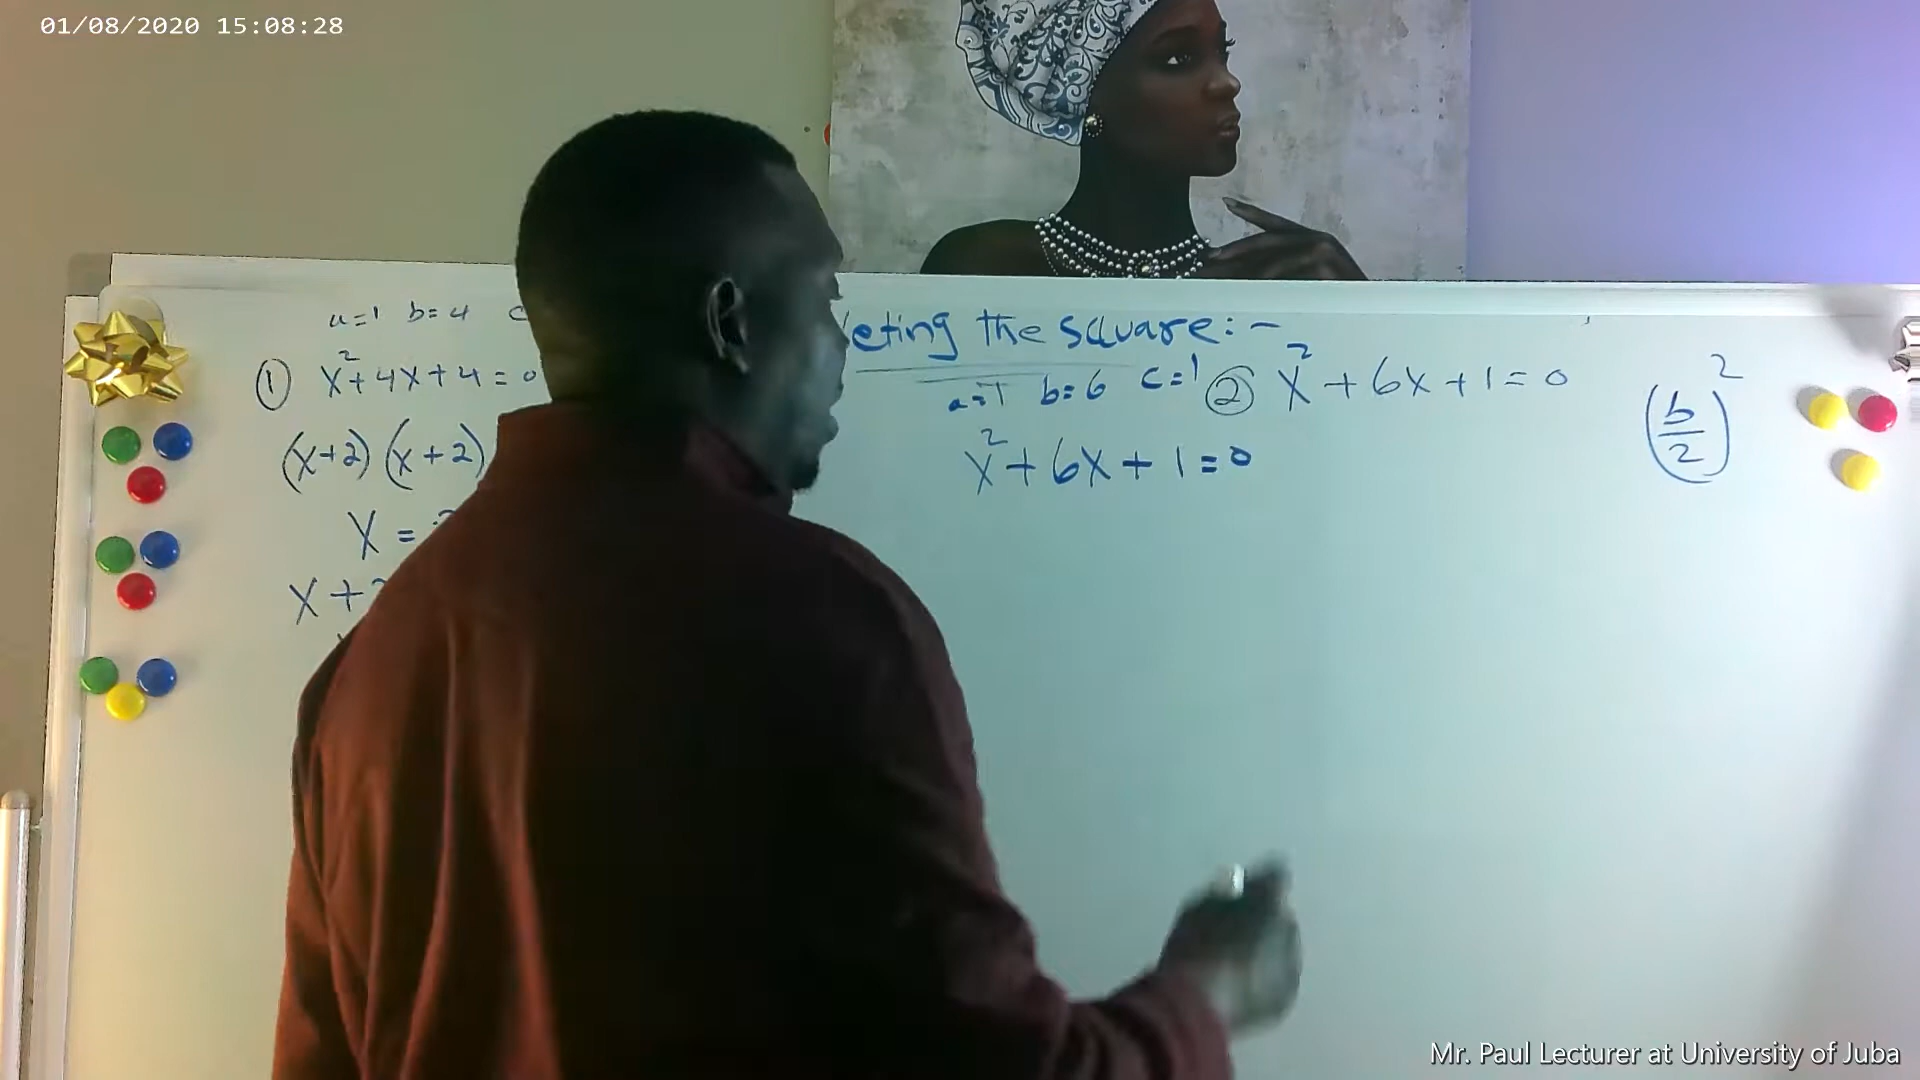 01/08/2020 15:08:28
eting the square:-
a=1 b=4 c
① x²+4x+4=0
(x+2)(x+2)
x =
x+2
a=1 b=6 c=1
② x²+6x+1=0
x²+6x+1=0
(b/2)²
Mr. Paul Lecturer at University of Juba